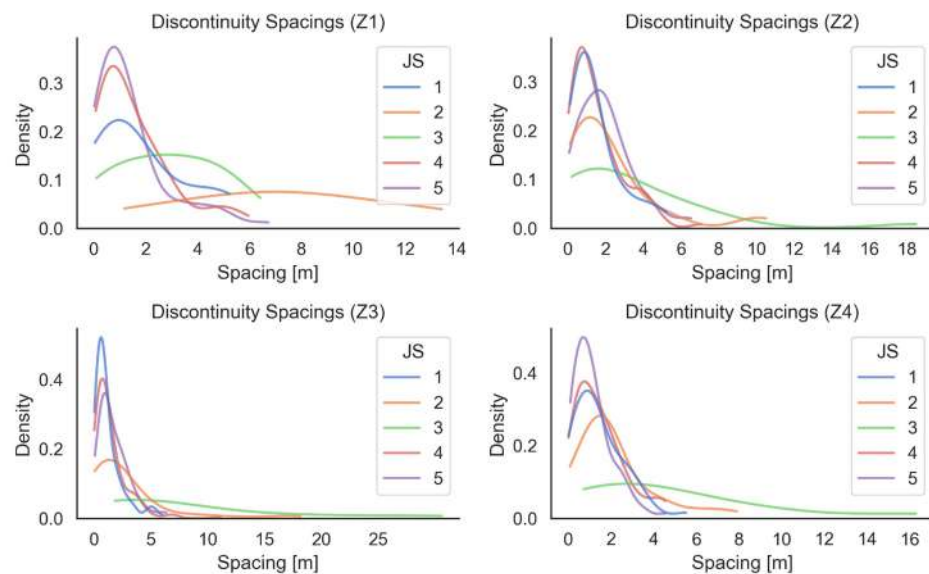 Discontinuity Spacings (Z1)
Density
0.3
0.2
0.1
0.0
0 2 4 6 8 10 12 14
Spacing [m]
JS
1
2
3
4
5
Discontinuity Spacings (Z2)
Density
0.3
0.2
0.1
0.0
0 2 4 6 8 10 12 14 16 18
Spacing [m]
JS
1
2
3
4
5
Discontinuity Spacings (Z3)
Density
0.4
0.2
0.0
0 5 10 15 20 25
Spacing [m]
JS
1
2
3
4
5
Discontinuity Spacings (Z4)
Density
0.4
0.2
0.0
0 2 4 6 8 10 12 14 16
Spacing [m]
JS
1
2
3
4
5